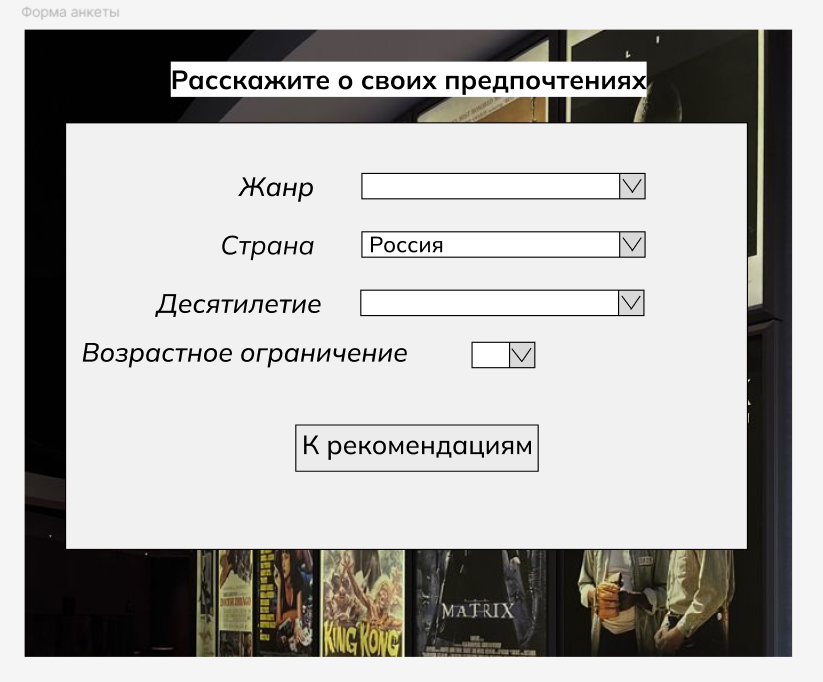 Форма анкеты
Расскажите о своих предпочтениях
Жанр
Страна
Россия
Десятилетие
Возрастное ограничение
К рекомендациям
KING KONG
MATRIX